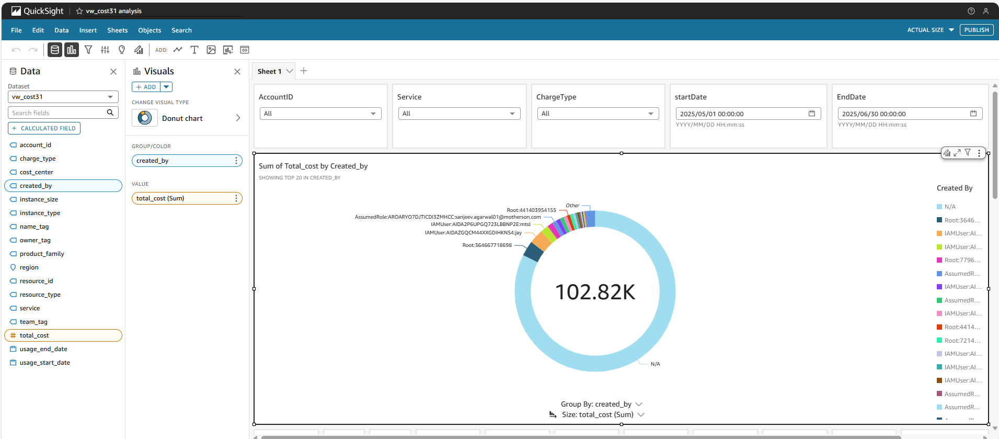 QuickSight
vw_cost31 analysis
File Edit Data Insert Sheets Objects Search
ACTUAL SIZE
PUBLISH
ADD:
Data
Dataset
vw_cost31
Search fields
CALCULATED FIELD
account_id
charge_type
cost_center
created_by
instance_size
instance_type
name_tag
owner_tag
product_family
region
resource_id
resource_type
service
team_tag
total_cost
usage_end_date
usage_start_date
Visuals
ADD
CHANGE VISUAL TYPE
Donut chart
GROUP/COLOR
created_by
VALUE
total_cost (Sum)
Sheet 1
AccountID
All
Service
All
ChargeType
All
startDate
2025/05/01 00:00:00
YYYY/MM/DD HH:mm:ss
EndDate
2025/06/30 00:00:00
YYYY/MM/DD HH:mm:ss
Sum of Total_cost by Created_by
SHOWING TOP 20 IN CREATED_BY
Other
Root:441403954155
AssumedRole:AROARYO7DJTICDI3ZMHCC:sanjeev.agarwal01@motherson.com
IAMUser:AIDA2P6UPGQ723LBBNP2E:mtsl
IAMUser:AIDAZGQCM44XXGDIHKNS4:jay
Root:364667718698
102.82K
N/A
Group By: created_by
Size: total_cost (Sum)
Created By
N/A
Root:3646...
IAMUser:AI...
IAMUser:AI...
Root:7796...
AssumedR...
IAMUser:AI...
AssumedR...
IAMUser:AI...
Root:4414...
Root:7214...
IAMUser:AI...
IAMUser:AI...
IAMUser:AI...
AssumedR...
AssumedR...